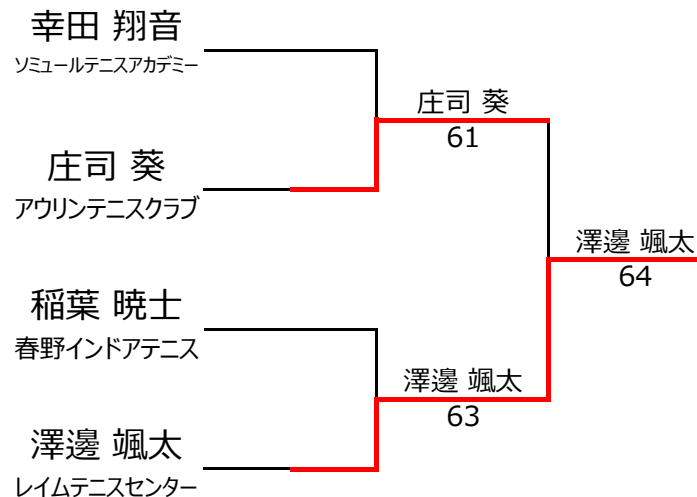 幸田 翔音
ソミュールテニスアカデミー
庄司 葵
61
庄司 葵
アウリンテニスクラブ
澤邊 颯太
64
稲葉 暁士
春野インドアテニス
澤邊 颯太
63
澤邊 颯太
レイムテニスセンター